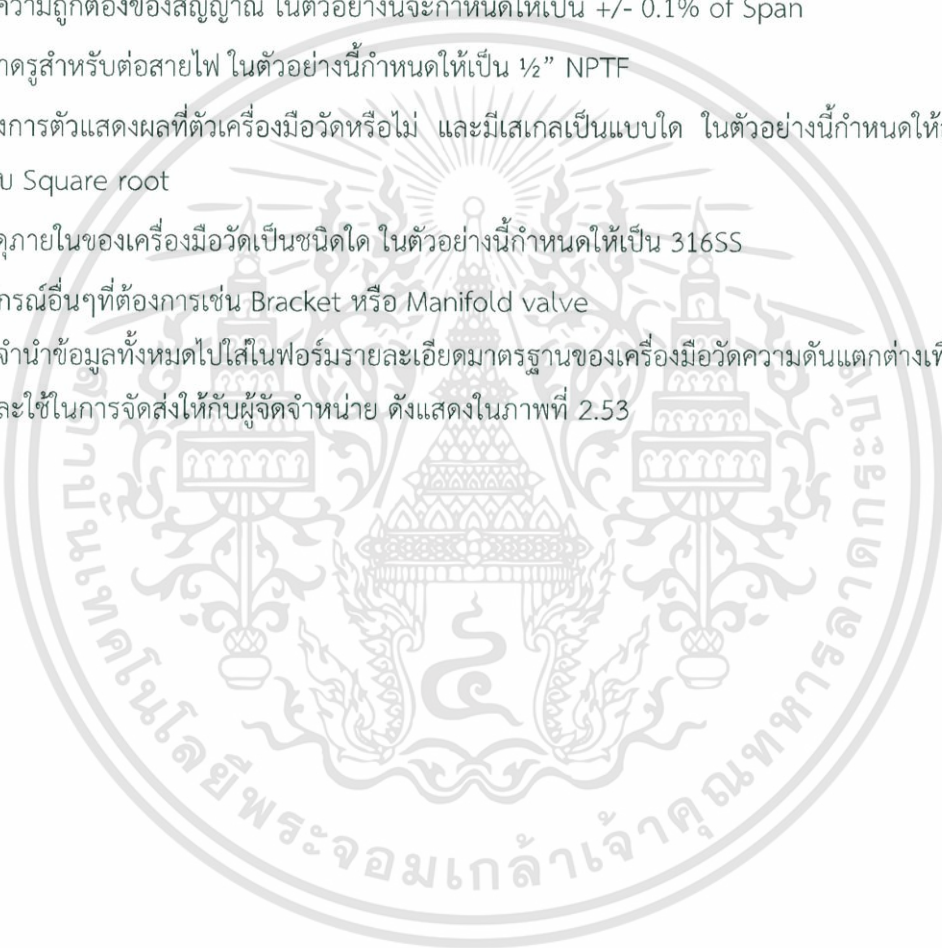 ความถูกต้องของสัญญาณ ในตัวอย่างนี้จะกำหนดให้เป็น +/- 0.1% of Span
รูสำหรับต่อสายไฟ ในตัวอย่างนี้กำหนดให้เป็น ½” NPTF
การตัวแสดงผลที่ตัวเครื่องมือวัดหรือไม่ และมีเสเกลเป็นแบบใด ในตัวอย่างนี้กำหนดให้
Square root
ภายในของเครื่องมือวัดเป็นชนิดใด ในตัวอย่างนี้กำหนดให้เป็น 316SS
กรณ์อื่นๆที่ต้องการเช่น Bracket หรือ Manifold valve
จำนำข้อมูลทั้งหมดไปใส่ในฟอร์มรายละเอียดมาตรฐานของเครื่องมือวัดความดันแตกต่าง
ละใช้ในการจัดส่งให้กับผู้จัดจำหน่าย ดังแสดงในภาพที่ 2.53
สถาบันเทคโนโลยีพระจอมเกล้าเจ้าคุณทหารลาดกระบัง